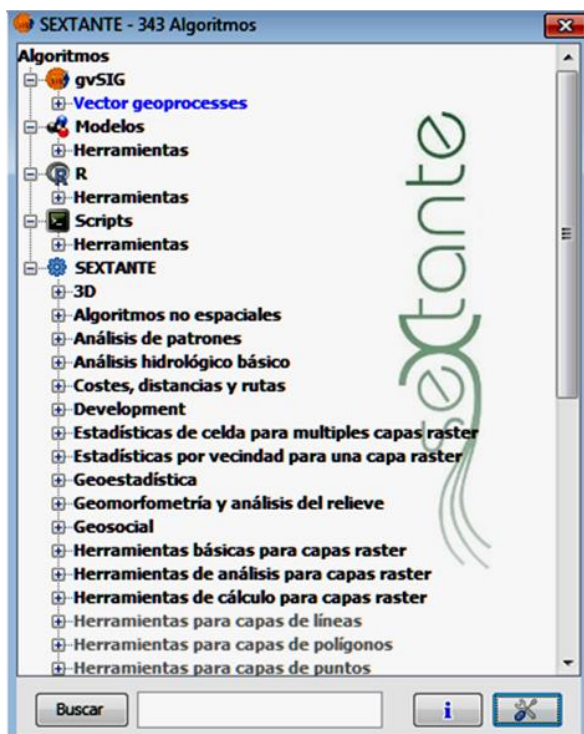 SEXTANTE - 343 Algoritmos
Algoritmos
gvSIG
Vector geoprocesses
Modelos
Herramientas
R
Herramientas
Scripts
Herramientas
SEXTANTE
3D
Algoritmos no espaciales
Análisis de patrones
Análisis hidrológico básico
Costes, distancias y rutas
Development
Estadísticas de celda para multiples capas raster
Estadísticas por vecindad para una capa raster
Geoestadística
Geomorfometría y análisis del relieve
Geosocial
Herramientas básicas para capas raster
Herramientas de análisis para capas raster
Herramientas de cálculo para capas raster
Herramientas para capas de líneas
Herramientas para capas de polígonos
Herramientas para capas de puntos
sextante
Buscar
i